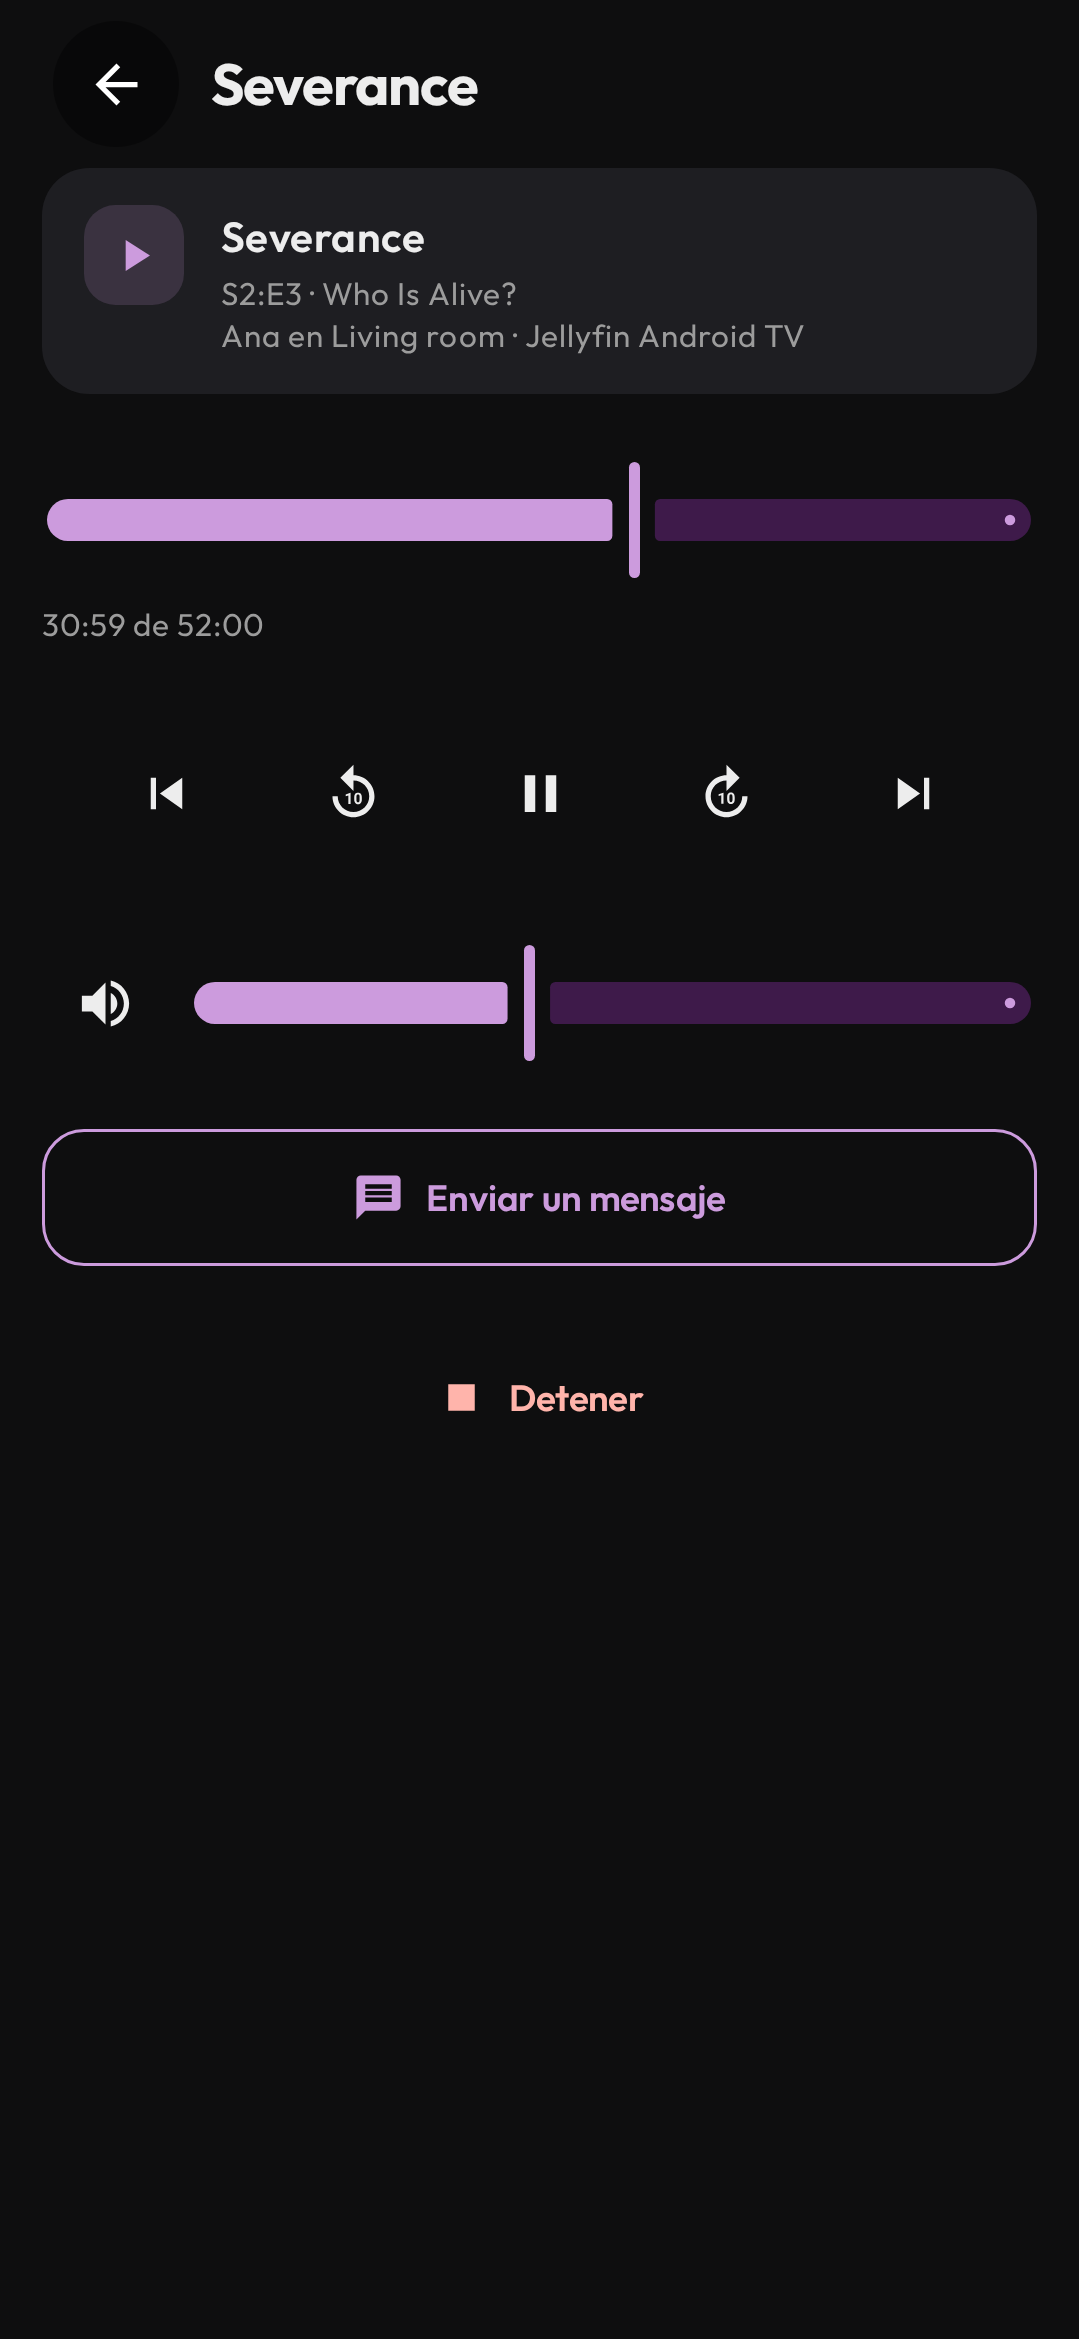 Severance
Severance
S2:E3 · Who Is Alive?
Ana en Living room · Jellyfin Android TV
30:59 de 52:00
10
10
Enviar un mensaje
Detener